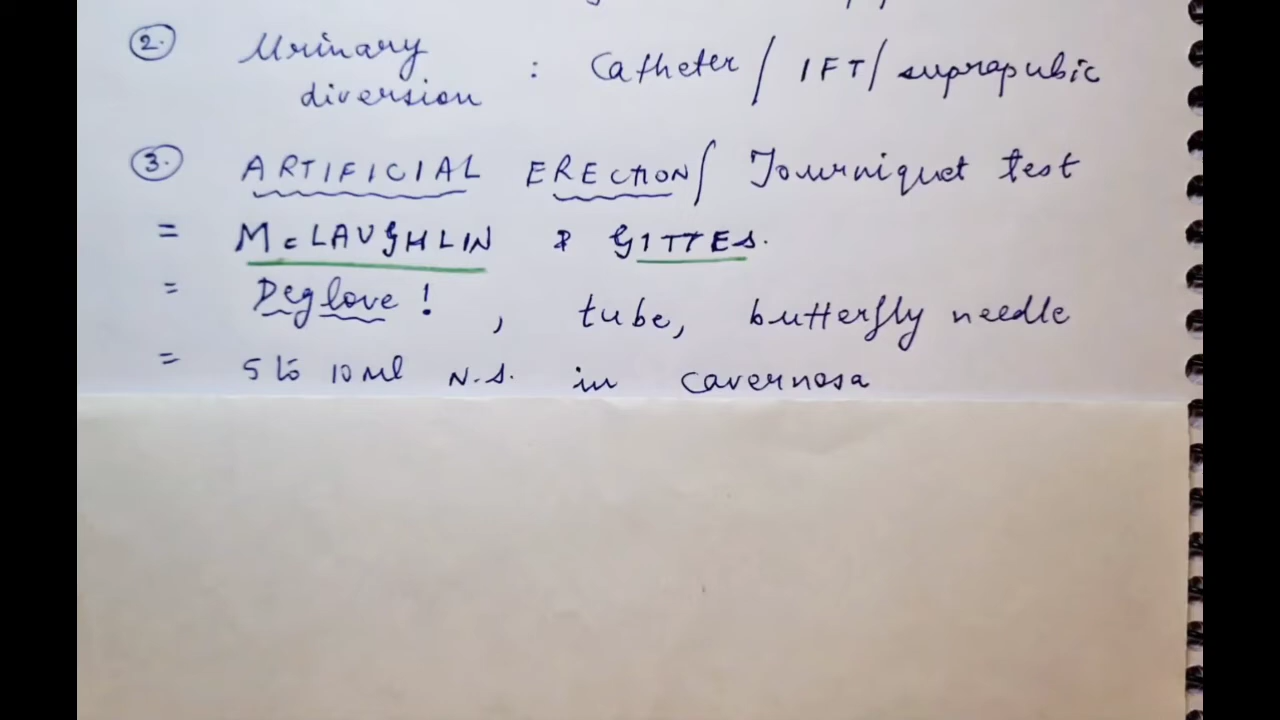 2. Urinary diversion : Catheter / IFT / suprapubic
3. ARTIFICIAL ERECTION / Tourniquet test
= McLAUGHLIN & GITTES.
= Deglove ! , tube, butterfly needle
= 5 to 10 ml N.S. in cavernosa